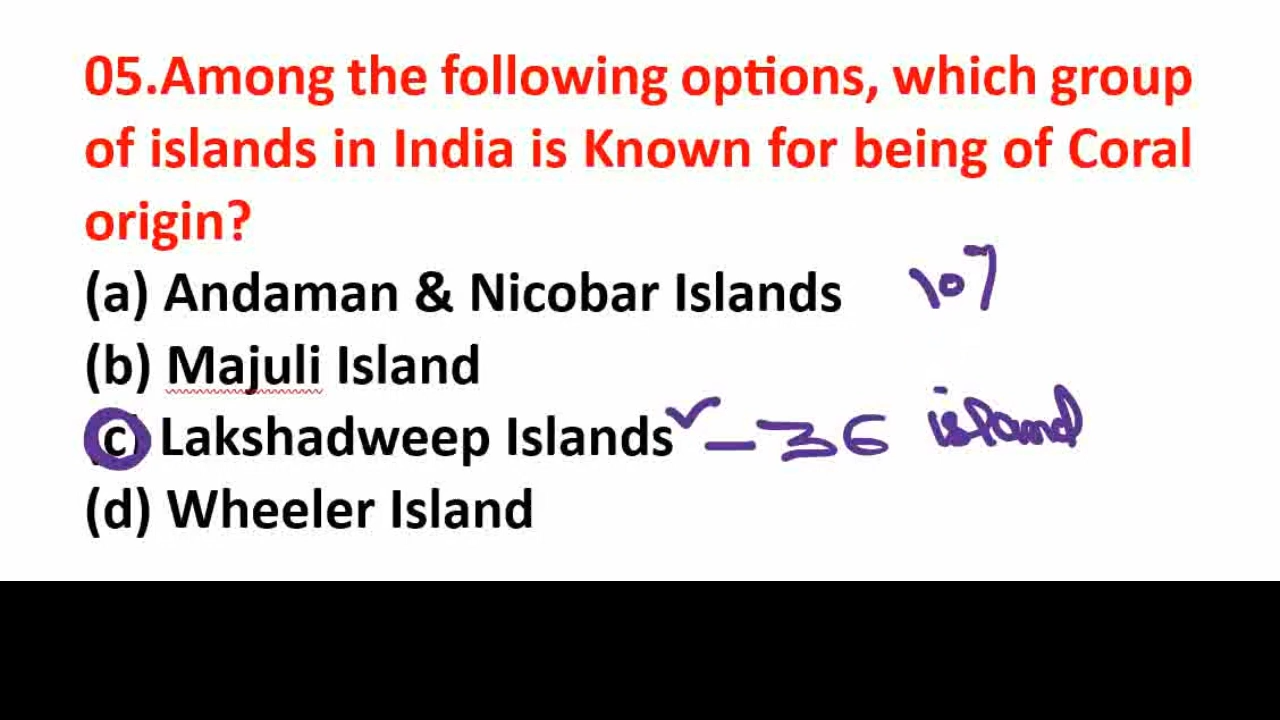 05.Among the following options, which group
of islands in India is Known for being of Coral
origin?
(a) Andaman & Nicobar Islands 107
(b) Majuli Island
(c) Lakshadweep Islands ✓ – 36 island
(d) Wheeler Island